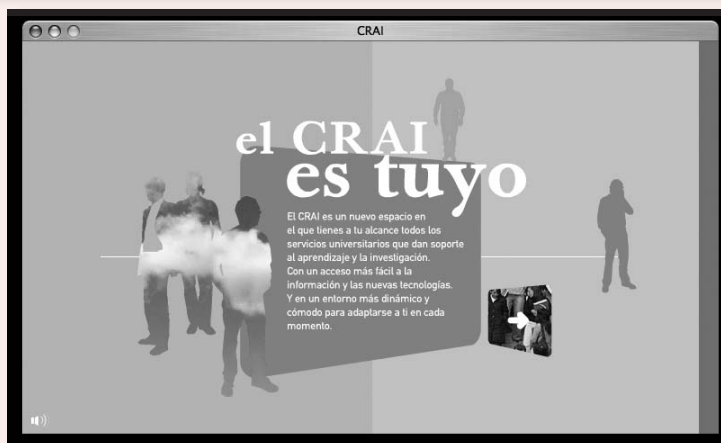 CRAI
el CRAI
es tuyo
El CRAI es un nuevo espacio en
el que tienes a tu alcance todos los
servicios universitarios que dan soporte
al aprendizaje y la investigación.
Con un acceso más fácil a la
información y las nuevas tecnologías.
Y en un entorno más dinámico y
cómodo para adaptarse a ti en cada
momento.